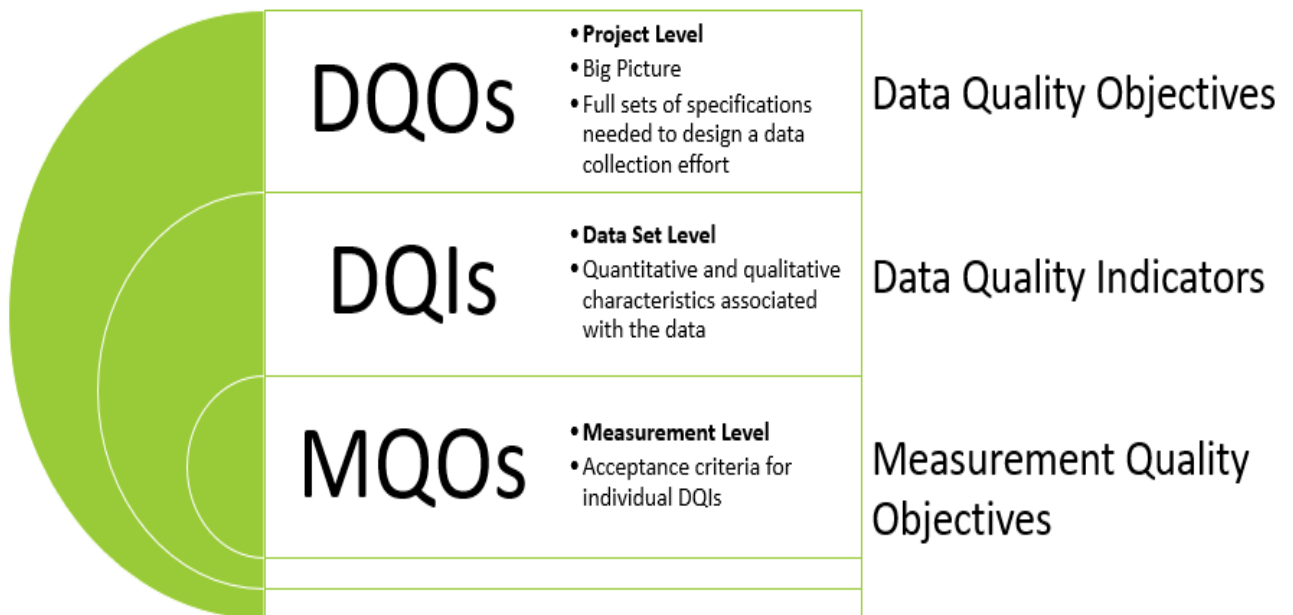 DQOs
• Project Level
• Big Picture
• Full sets of specifications
needed to design a data
collection effort
Data Quality Objectives
DQIs
• Data Set Level
• Quantitative and qualitative
characteristics associated
with the data
Data Quality Indicators
MQOs
• Measurement Level
• Acceptance criteria for
individual DQIs
Measurement Quality
Objectives